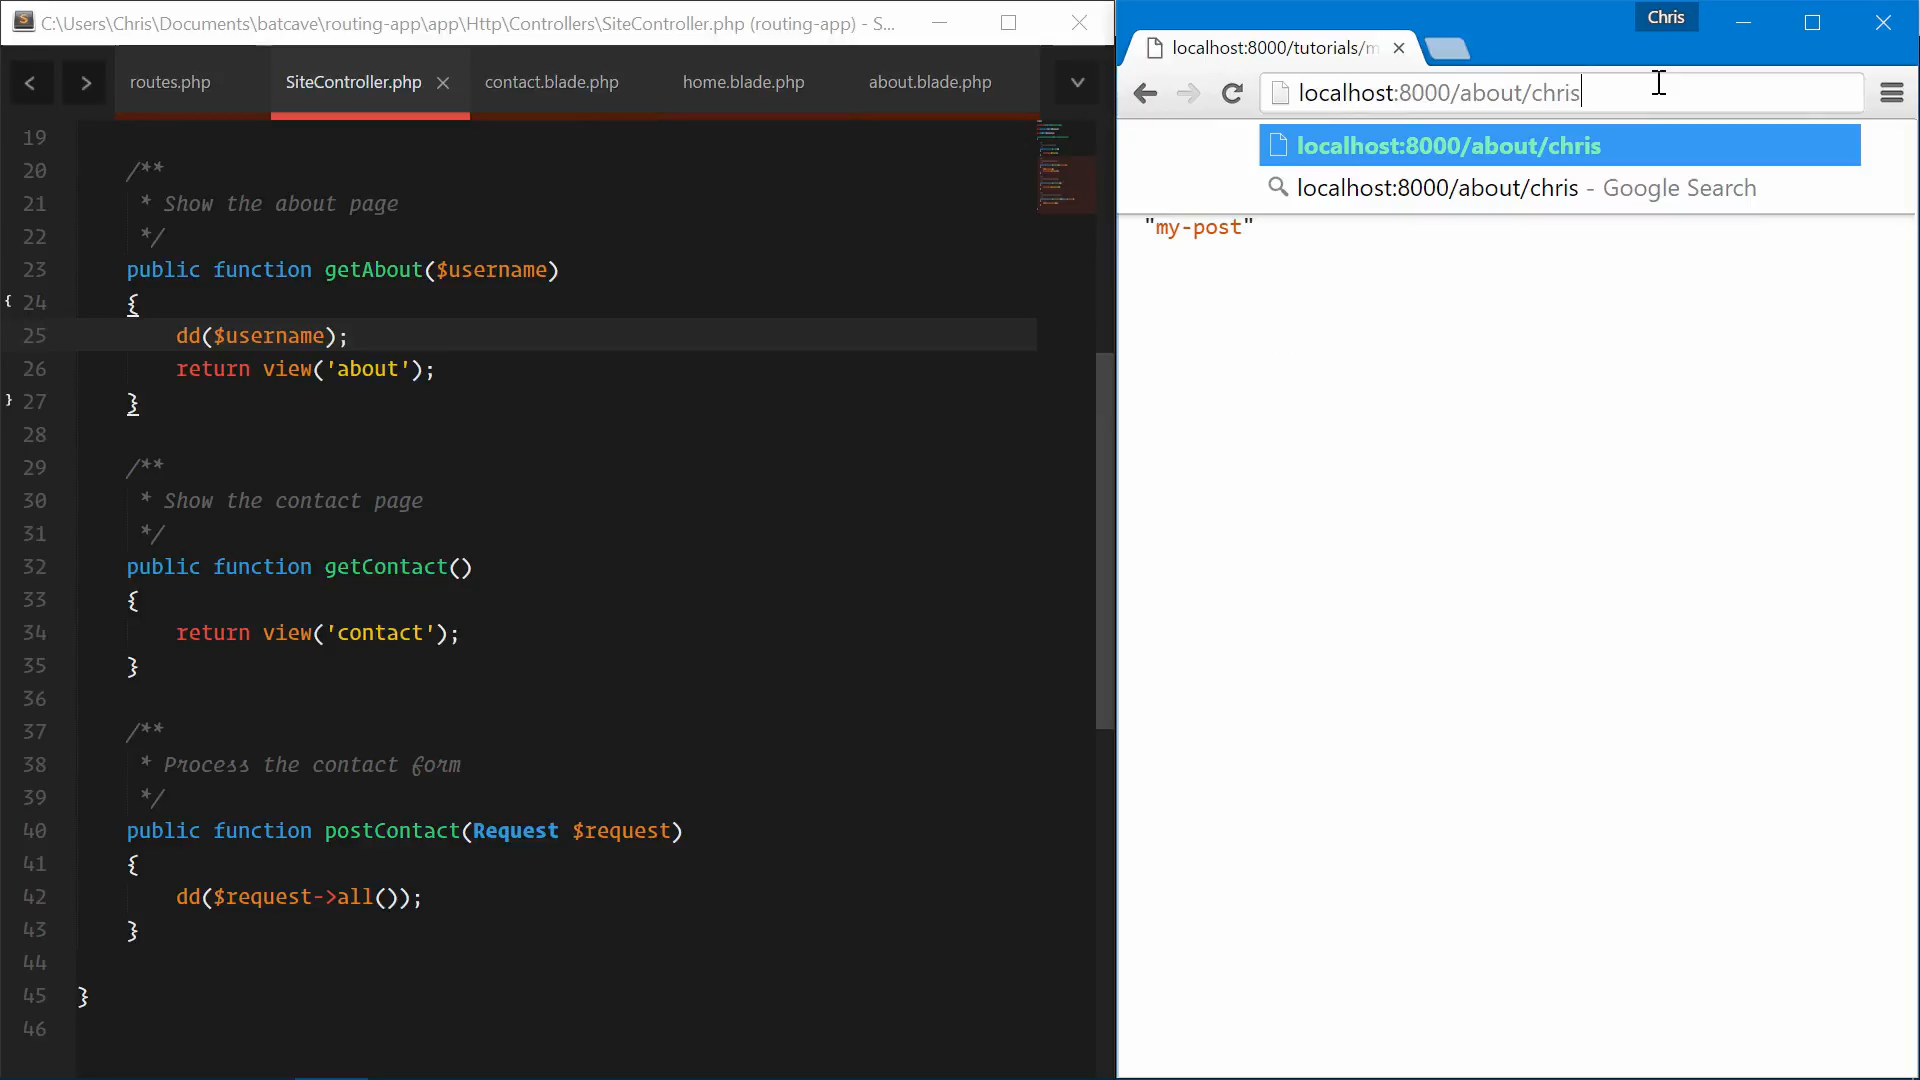 C:\Users\Chris\Documents\batcave\routing-app\app\Http\Controllers\SiteController.php (routing-app) - S...
routes.php
SiteController.php
contact.blade.php
home.blade.php
about.blade.php
19
20 /**
21 * Show the about page
22 */
23 public function getAbout($username)
24 {
25 dd($username);
26 return view('about');
27 }
28
29 /**
30 * Show the contact page
31 */
32 public function getContact()
33 {
34 return view('contact');
35 }
36
37 /**
38 * Process the contact form
39 */
40 public function postContact(Request $request)
41 {
42 dd($request->all());
43 }
44
45 }
46
Chris
localhost:8000/tutorials/m
localhost:8000/about/chris
localhost:8000/about/chris
localhost:8000/about/chris - Google Search
"my-post"